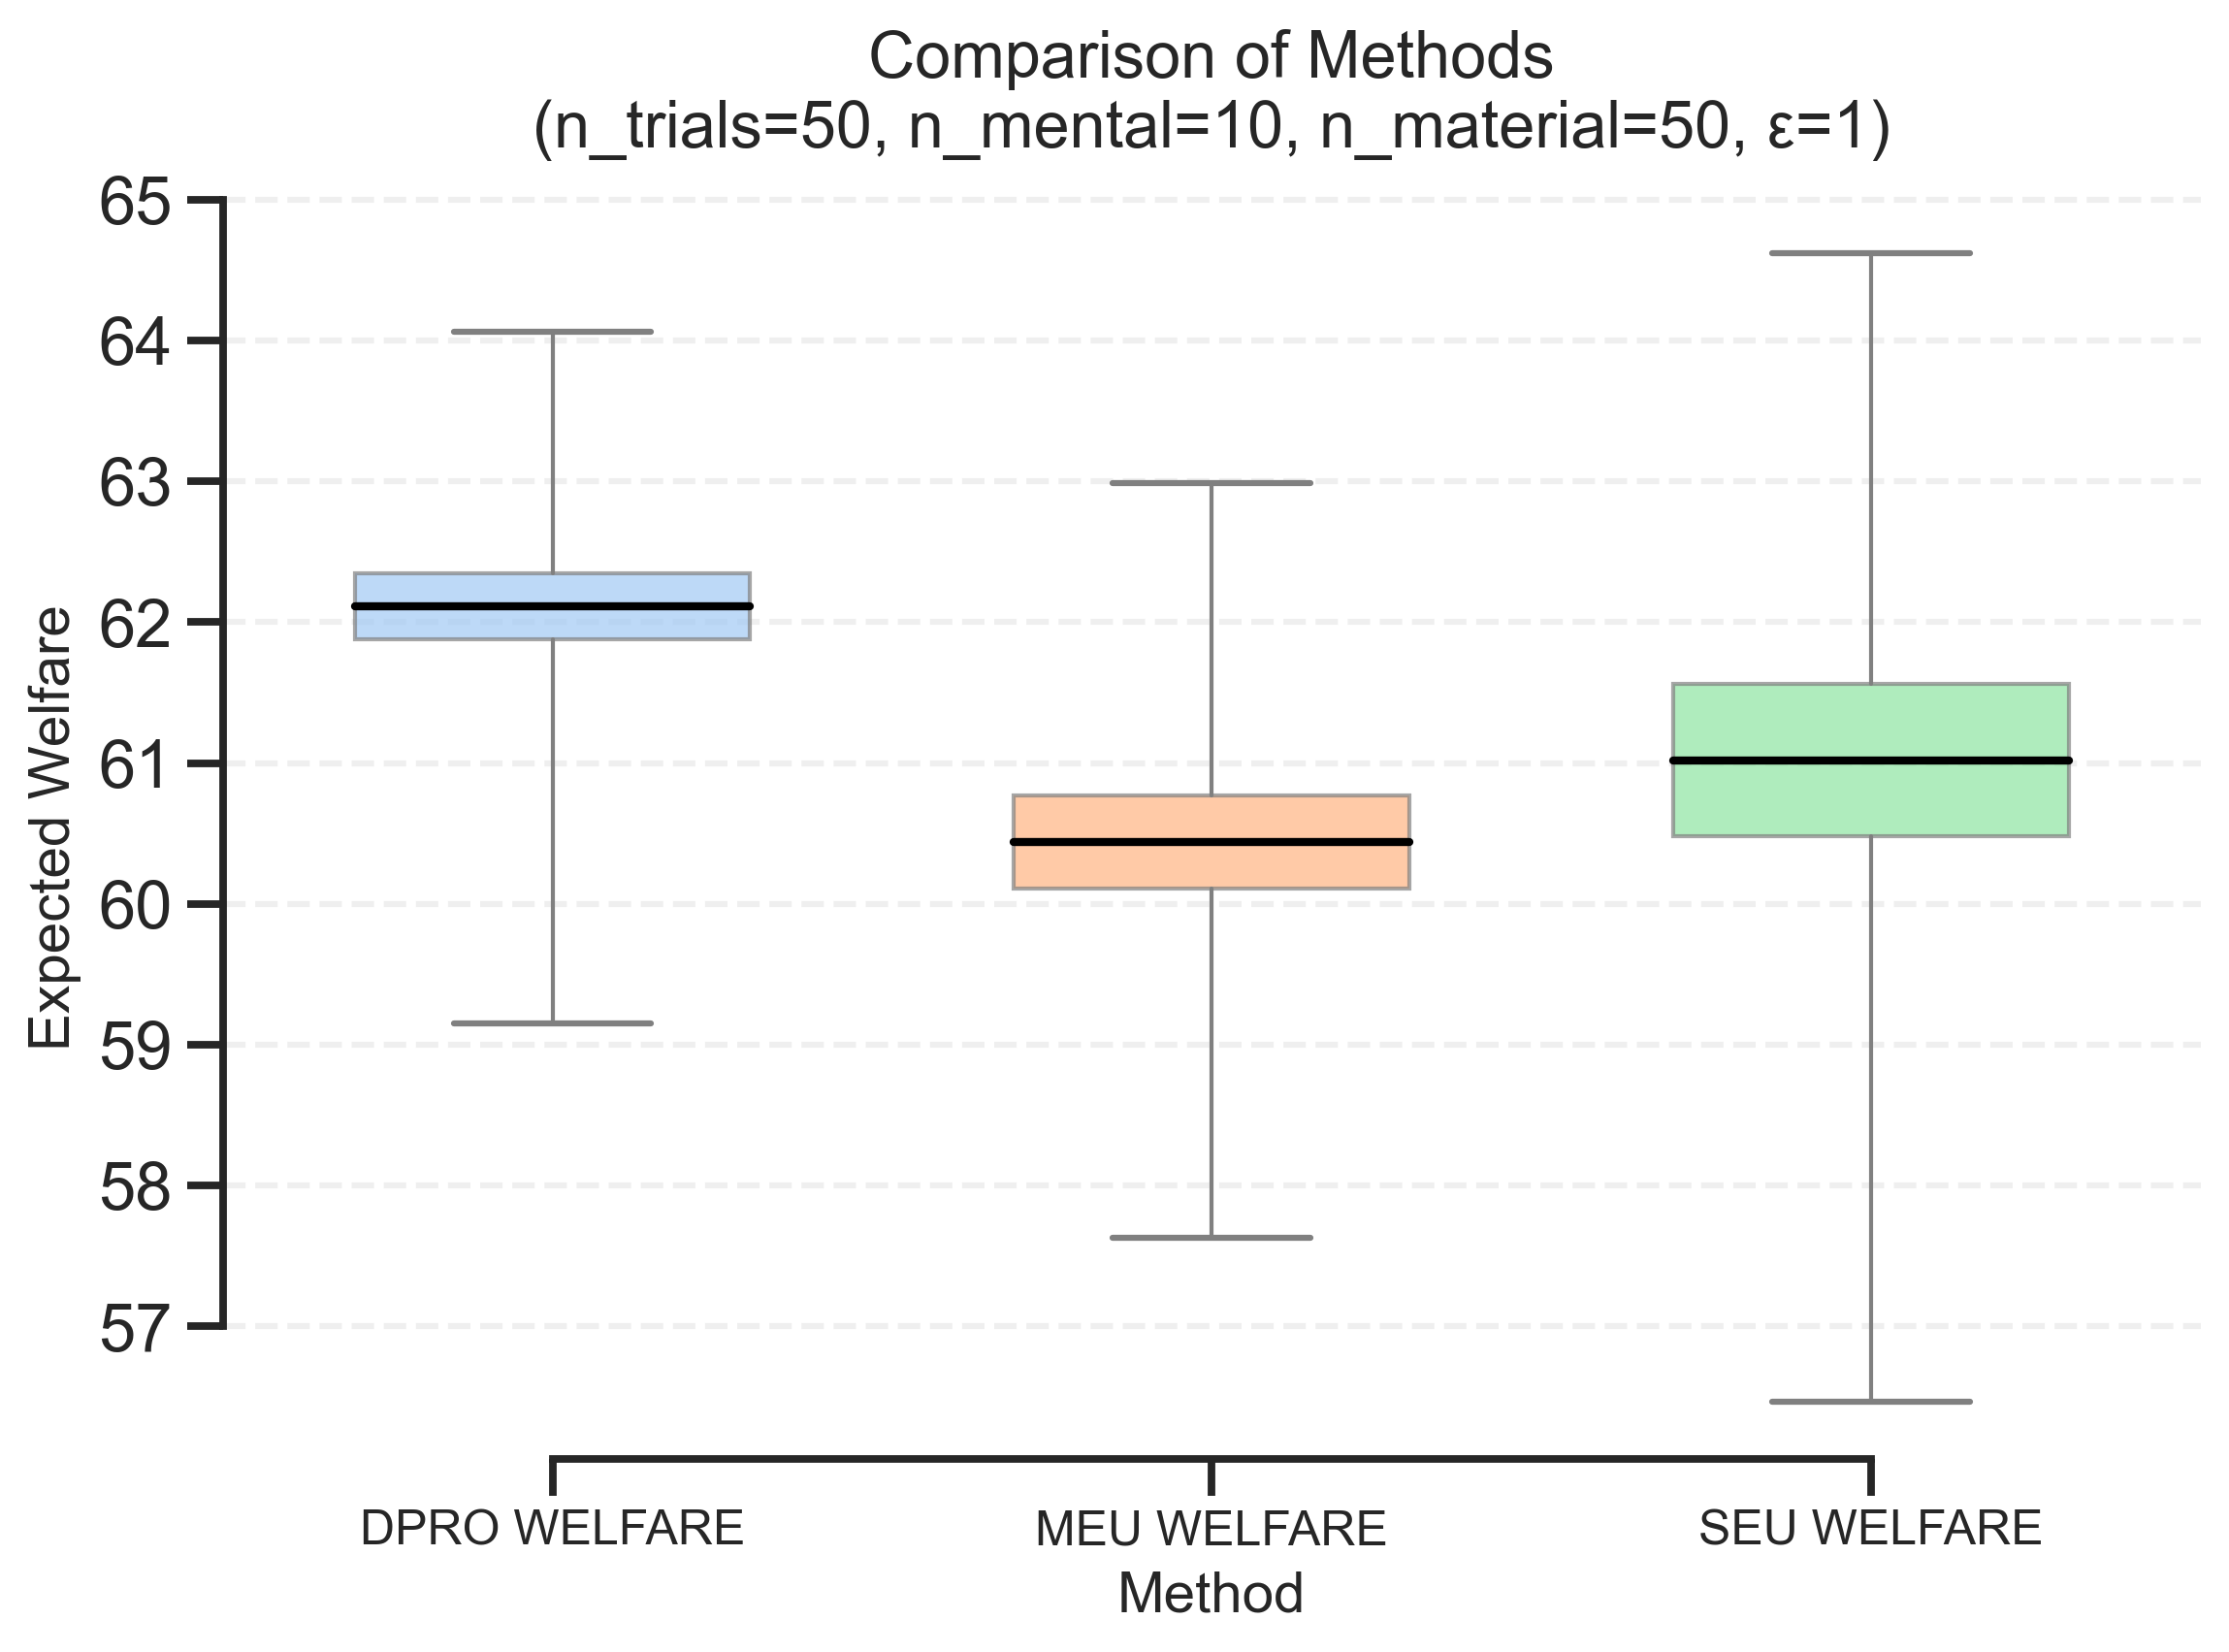 Comparison of Methods
(n_trials=50, n_mental=10, n_material=50, ε=1)
65
64
63
62
61
60
59
58
57
Expected Welfare
DPRO WELFARE
MEU WELFARE
SEU WELFARE
Method